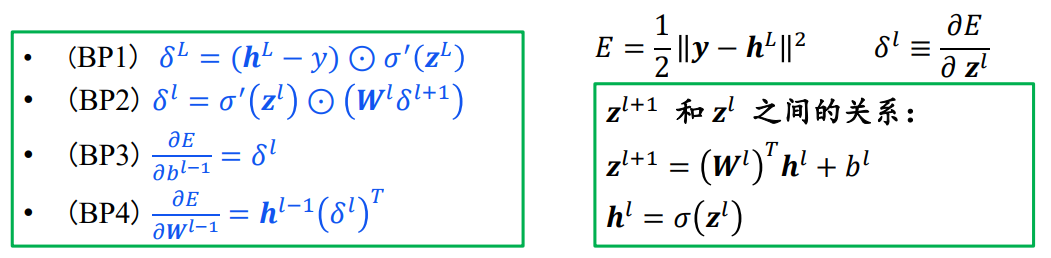 • (BP1) δ^L = (h^L − y) ⊙ σ′(z^L)
• (BP2) δ^l = σ′(z^l) ⊙ (W^l δ^{l+1})
• (BP3) ∂E/∂b^{l−1} = δ^l
• (BP4) ∂E/∂W^{l−1} = h^{l−1}(δ^l)^T
E = 1/2 ‖y − h^L‖² δ^l ≡ ∂E/∂z^l
z^{l+1} 和 z^l 之间的关系：
z^{l+1} = (W^l)^T h^l + b^l
h^l = σ(z^l)